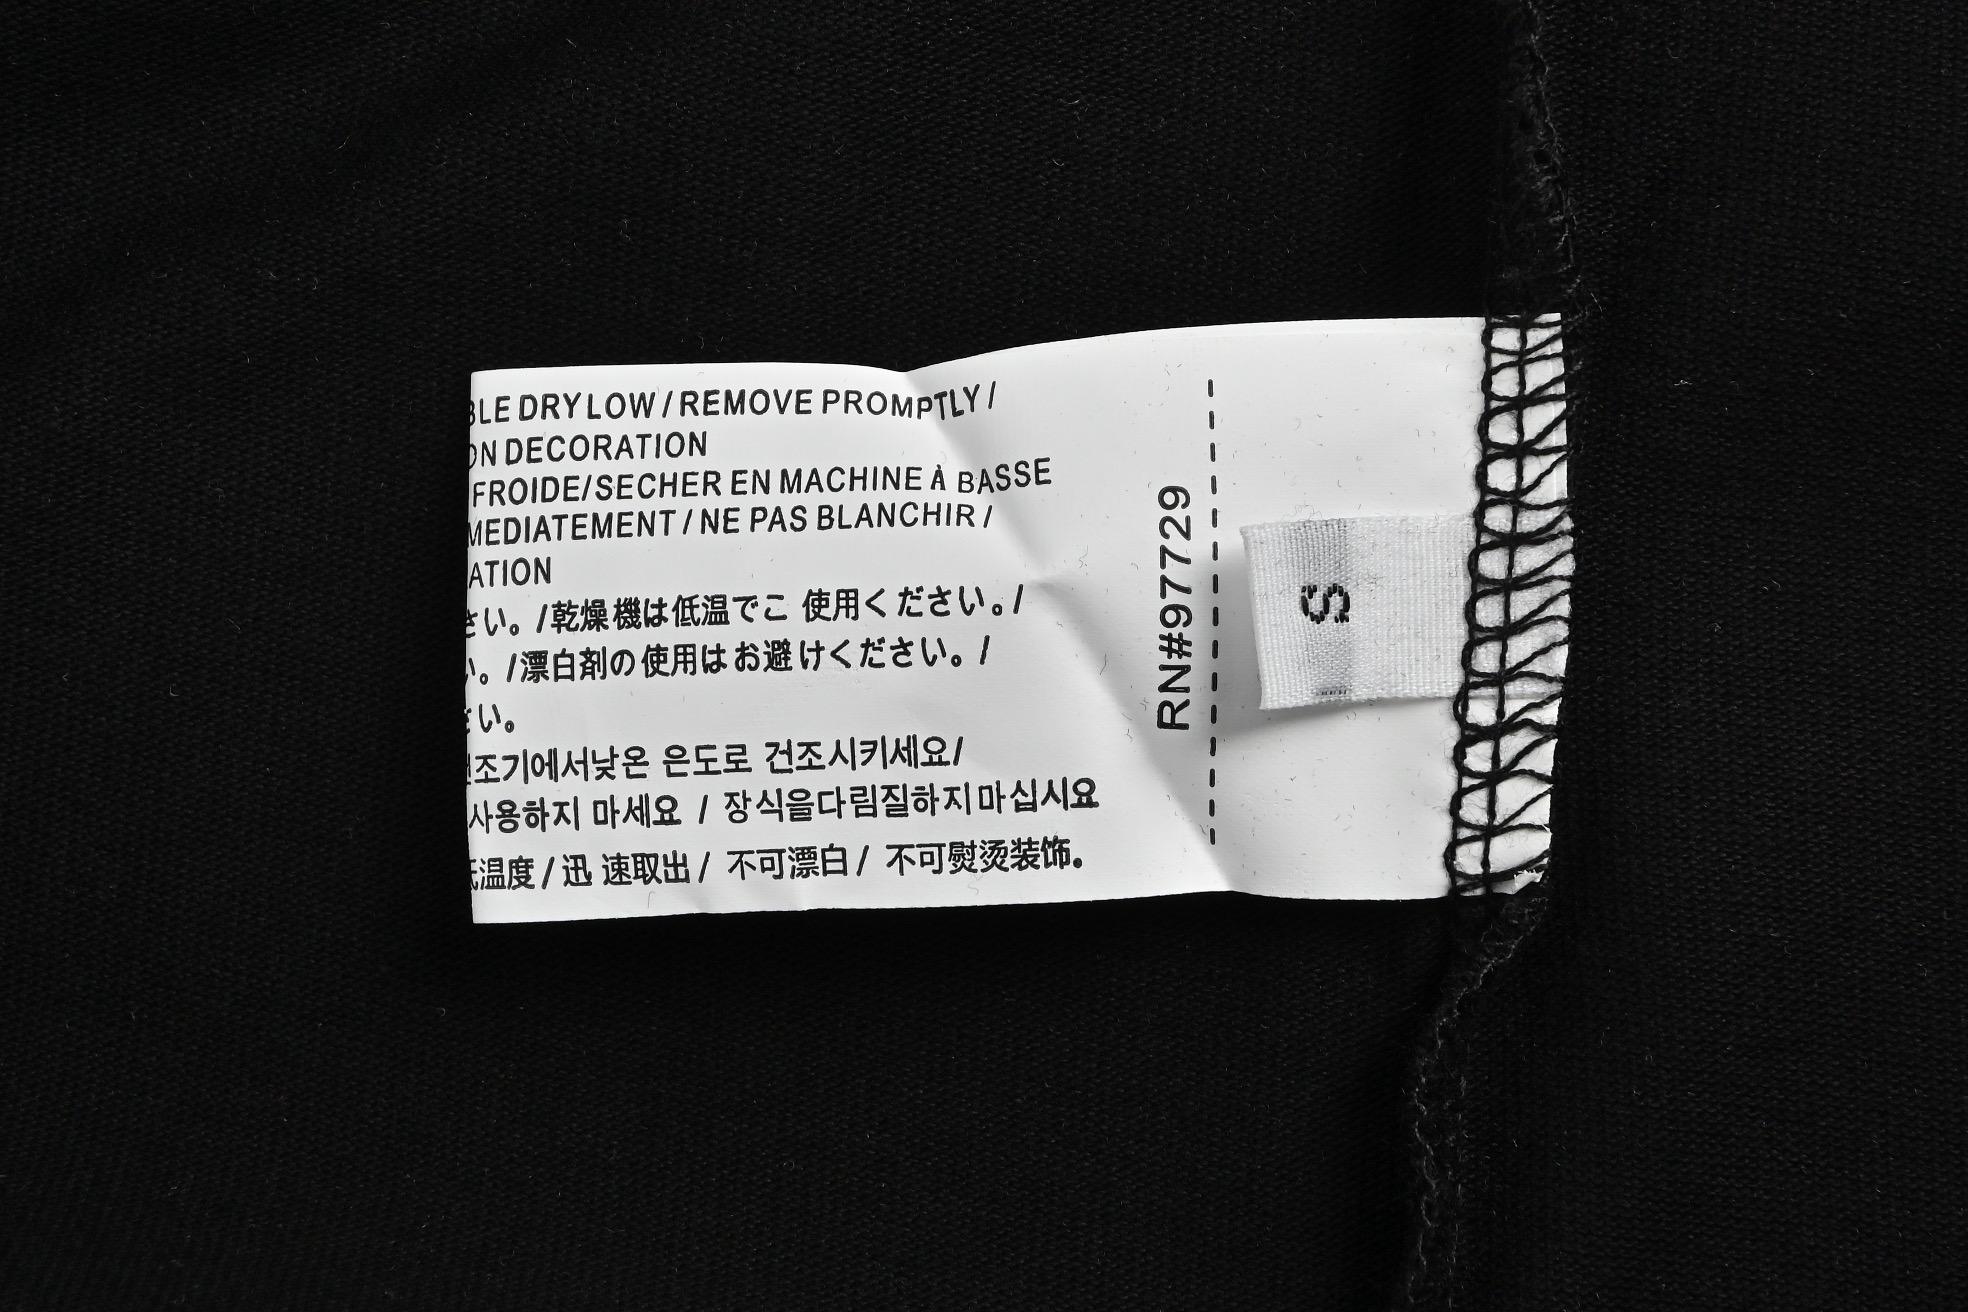 BLE DRY LOW / REMOVE PROMPTLY /
ON DECORATION
FROIDE/SECHER EN MACHINE À BASSE
MEDIATEMENT / NE PAS BLANCHIR /
ATION
さい。/乾燥機は低温でご 使用ください。/
い。/漂白剤の使用はお避けください。/
さい。
조기에서낮온 은도로 건조시키세요/
사용하지 마세요 / 장식을다림질하지마십시요
低温度 / 迅 速取出 / 不可漂白 / 不可熨烫装饰。
RN#97729
S